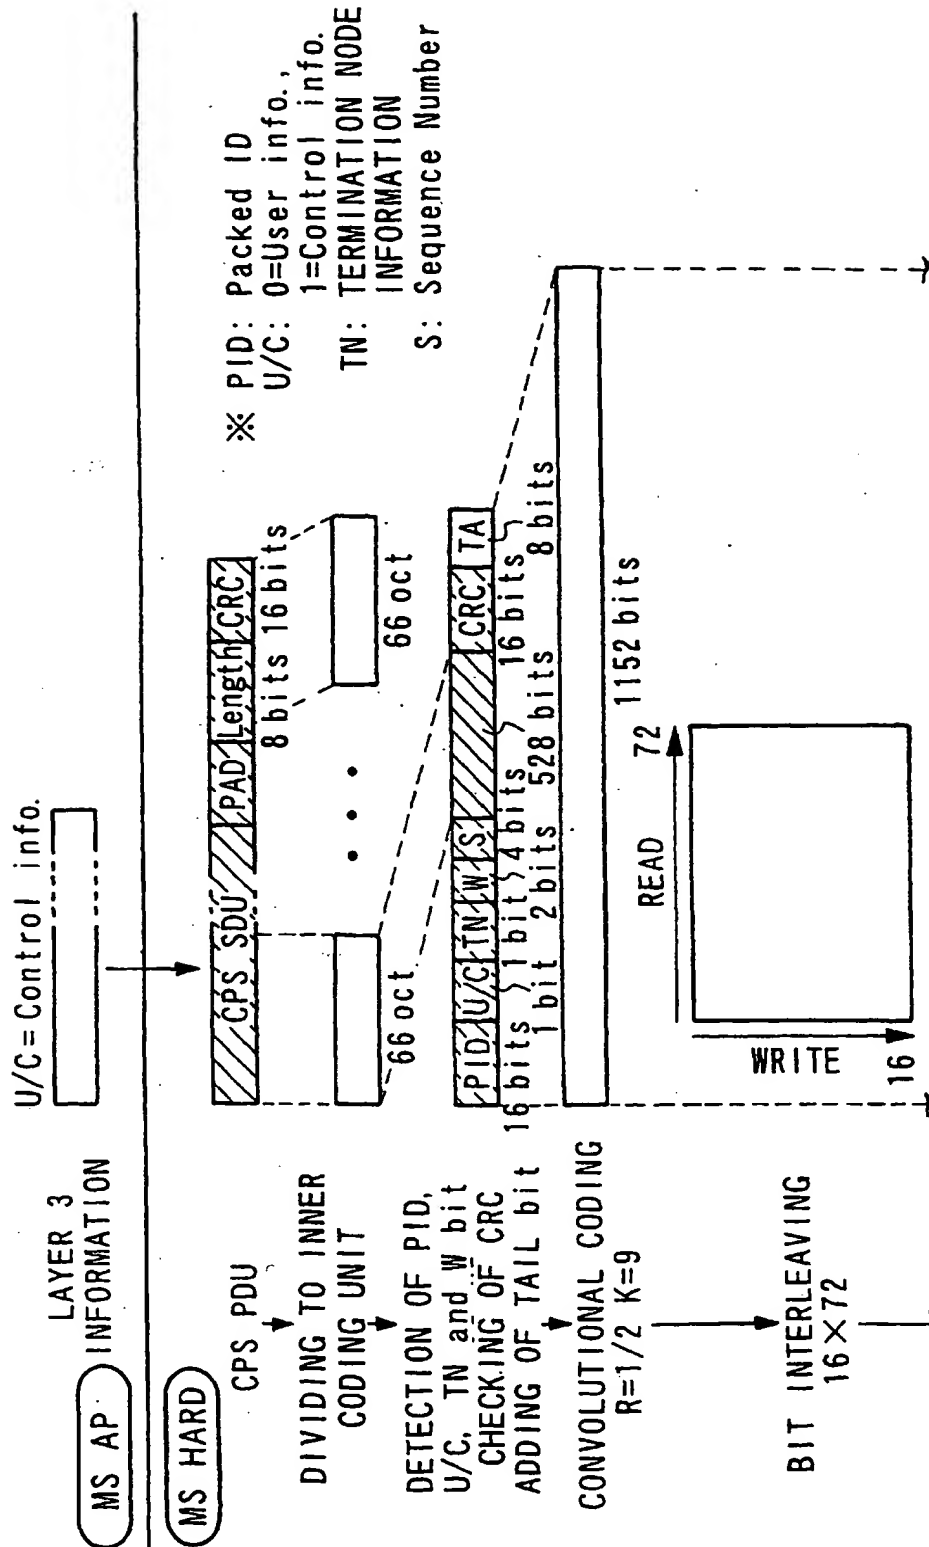 MS AP
LAYER 3
INFORMATION
U/C=Control info.
MS HARD
CPS PDU
CPS SDU
PAD
Length
CRC
8 bits
16 bits
※ PID: Packed ID
U/C: 0=User info.,
1=Control info.
TN: TERMINATION NODE
INFORMATION
S: Sequence Number
DIVIDING TO INNER
CODING UNIT
66 oct
66 oct
DETECTION OF PID,
U/C, TN and W bit
CHECKING OF CRC
ADDING OF TAIL bit
PID
U/C
TN
W
S
CRC
TA
16 bits
1 bit
1 bit
2 bits
4 bits
528 bits
16 bits
8 bits
CONVOLUTIONAL CODING
R=1/2 K=9
1152 bits
BIT INTERLEAVING
16×72
READ
72
WRITE
16